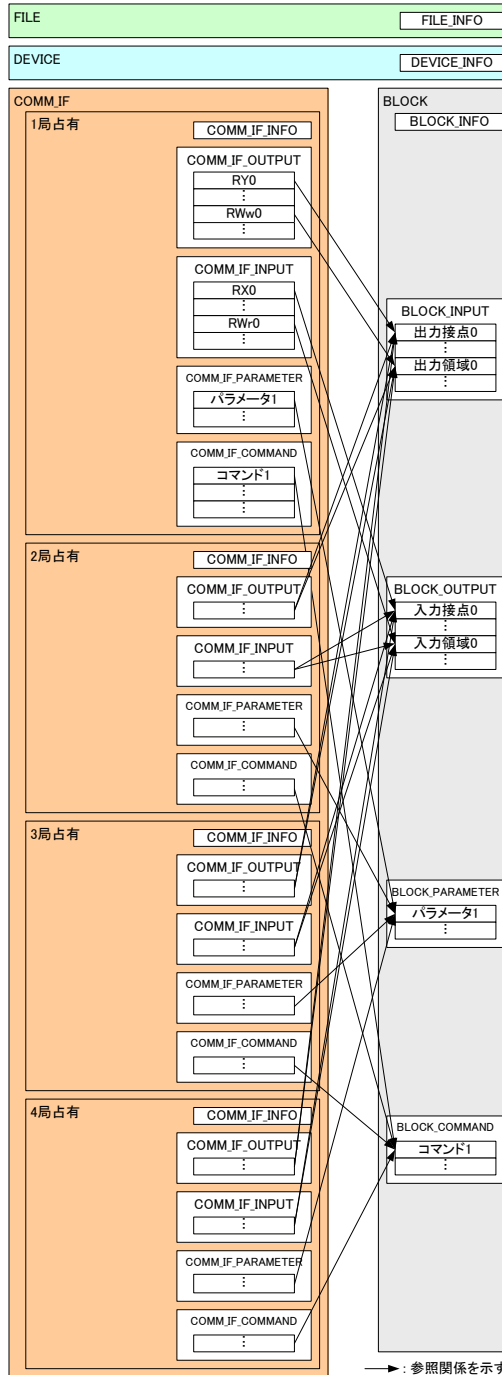 FILE
FILE_INFO
DEVICE
DEVICE_INFO
COMM_IF
1局占有
COMM_IF_INFO
COMM_IF_OUTPUT
RY0
⋮
RWw0
⋮
COMM_IF_INPUT
RX0
⋮
RWr0
⋮
COMM_IF_PARAMETER
パラメータ1
⋮
COMM_IF_COMMAND
コマンド1
⋮
⋮
2局占有
COMM_IF_INFO
COMM_IF_OUTPUT
⋮
COMM_IF_INPUT
⋮
COMM_IF_PARAMETER
⋮
COMM_IF_COMMAND
⋮
3局占有
COMM_IF_INFO
COMM_IF_OUTPUT
⋮
COMM_IF_INPUT
⋮
COMM_IF_PARAMETER
⋮
COMM_IF_COMMAND
⋮
4局占有
COMM_IF_INFO
COMM_IF_OUTPUT
⋮
COMM_IF_INPUT
⋮
COMM_IF_PARAMETER
⋮
COMM_IF_COMMAND
⋮
BLOCK
BLOCK_INFO
BLOCK_INPUT
出力接点0
⋮
出力領域0
⋮
BLOCK_OUTPUT
入力接点0
⋮
入力領域0
⋮
BLOCK_PARAMETER
パラメータ1
⋮
BLOCK_COMMAND
コマンド1
⋮
：参照関係を示す